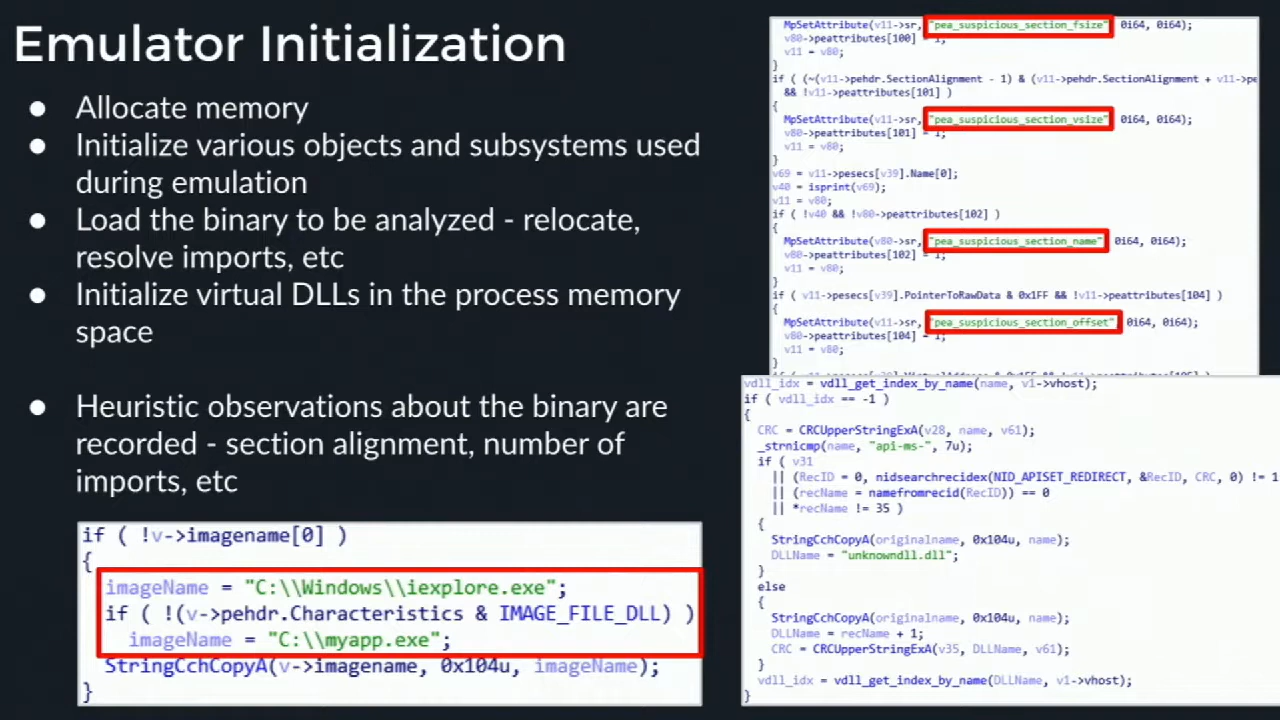 Emulator Initialization
● Allocate memory
● Initialize various objects and subsystems used
during emulation
● Load the binary to be analyzed - relocate,
resolve imports, etc
● Initialize virtual DLLs in the process memory
space
● Heuristic observations about the binary are
recorded - section alignment, number of
imports, etc
if ( !v->imagename[0] )
{
imageName = "C:\\Windows\\iexplore.exe";
if ( !(v->pehdr.Characteristics & IMAGE_FILE_DLL) )
imageName = "C:\\myapp.exe";
StringCchCopyA(v->imagename, 0x104u, imageName);
}
MpSetAttribute(v11->sr, "pea_suspicious_section_fsize", 0i64, 0i64);
v80->peattributes[100] = 1;
v11 = v80;
}
if ( (~(v11->pehdr.SectionAlignment - 1) & (v11->pehdr.SectionAlignment + v11->pe
&& !v11->peattributes[101] )
{
MpSetAttribute(v11->sr, "pea_suspicious_section_vsize", 0i64, 0i64);
v80->peattributes[101] = 1;
v11 = v80;
}
v69 = v11->pesecs[v39].Name[0];
v40 = isprint(v69);
v11 = v80;
if ( !v40 && !v80->peattributes[102] )
{
MpSetAttribute(v80->sr, "pea_suspicious_section_name", 0i64, 0i64);
v80->peattributes[102] = 1;
v11 = v80;
}
if ( v11->pesecs[v39].PointerToRawData & 0x1FF && !v11->peattributes[104] )
{
MpSetAttribute(v11->sr, "pea_suspicious_section_offset", 0i64, 0i64);
v80->peattributes[104] = 1;
v11 = v80;
}
vdll_idx = vdll_get_index_by_name(name, v1->vhost);
if ( vdll_idx == -1 )
{
CRC = CRCUpperStringExA(v28, name, v61);
_strnicmp(name, "api-ms-", 7u);
if ( v31
|| (RecID = 0, nidsearchrecidex(NID_APISET_REDIRECT, &RecID, CRC, 0) != 1
|| (recName = namefromrecid(RecID)) == 0
|| *recName != 35 )
{
StringCchCopyA(originalname, 0x104u, name);
DLLName = "unknowndll.dll";
}
else
{
StringCchCopyA(originalname, 0x104u, name);
DLLName = recName + 1;
CRC = CRCUpperStringExA(v35, DLLName, v61);
}
vdll_idx = vdll_get_index_by_name(DLLName, v1->vhost);
}